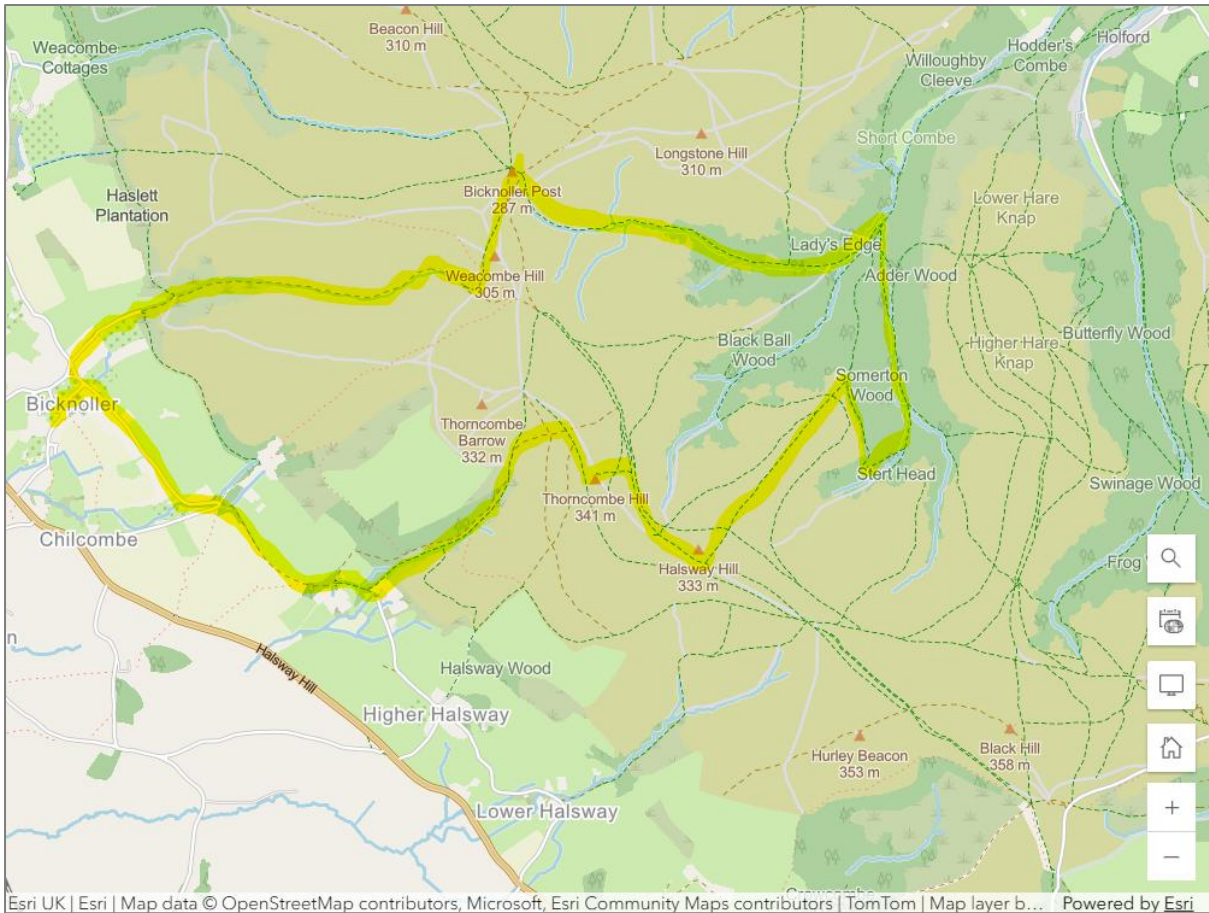 Beacon Hill
310 m
Weacombe
Cottages
Hodder's
Combe
Holford
Willoughby
Cleeve
Short Combe
Longstone Hill
310 m
Bicknoller Post
287 m
Haslett
Plantation
Lower Hare
Knap
Lady's Edge
Adder Wood
Weacombe Hill
305 m
Butterfly Wood
Black Ball
Wood
Higher Hare
Knap
Somerton
Wood
Bicknoller
Thorncombe
Barrow
332 m
Stert Head
Swinage Wood
Thorncombe Hill
341 m
Chilcombe
Halsway Hill
333 m
Frog
n
Halsway Hill
Halsway Wood
Higher Halsway
Hurley Beacon
353 m
Black Hill
358 m
Lower Halsway
Esri UK | Esri | Map data © OpenStreetMap contributors, Microsoft, Esri Community Maps contributors | TomTom | Map layer b... Powered by Esri